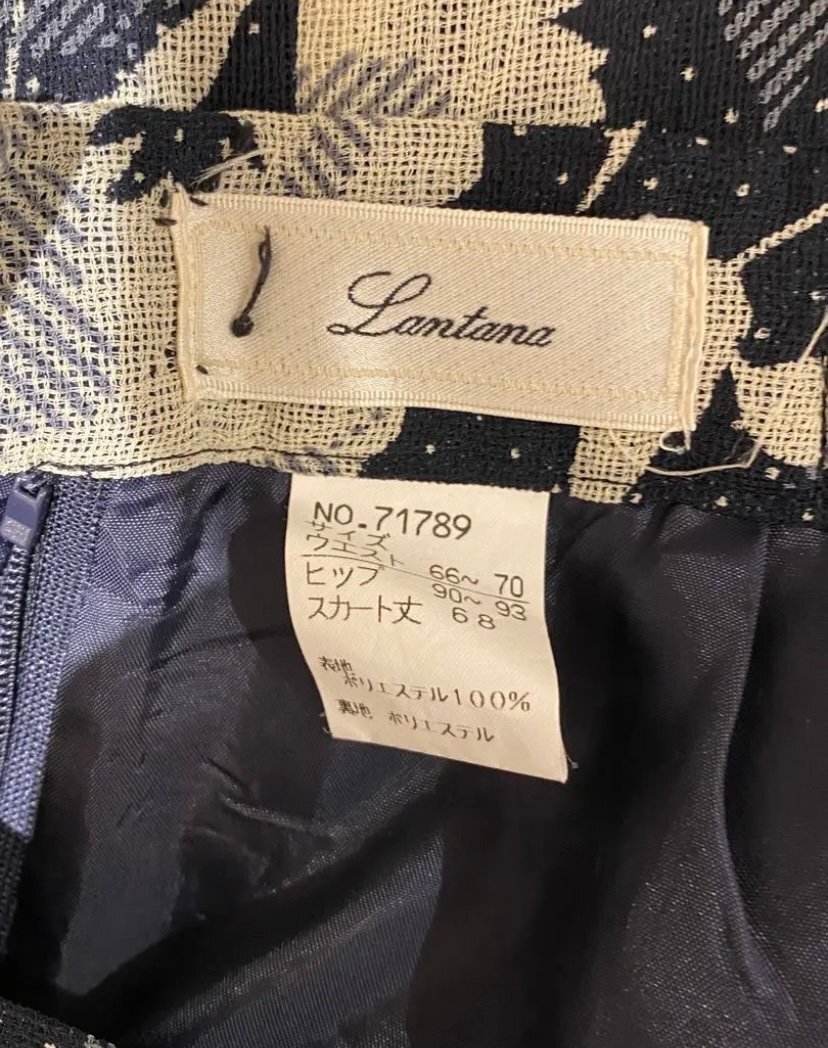 Lantana
NO.71789
サイズ
ウエスト 66~70
ヒップ 90~93
スカート丈 68
表地
ポリエステル100%
裏地 ポリエステル